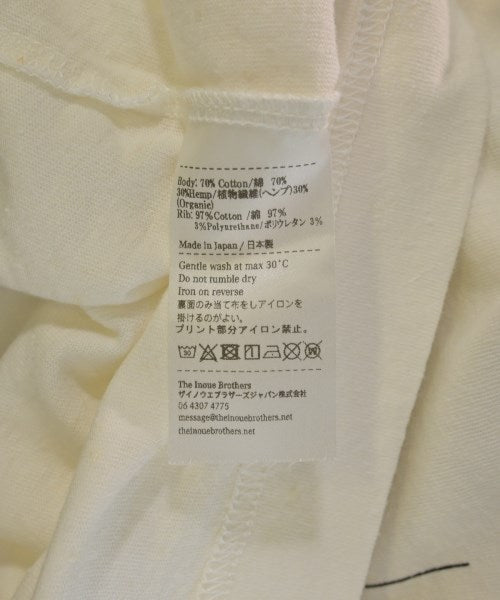 Body: 70% Cotton/綿 70%
30%Hemp/植物繊維(ヘンプ)30%
(Organic)
Rib: 97%Cotton /綿 97%
3%Polyurethane/ポリウレタン 3%
Made in Japan / 日本製
Gentle wash at max 30˚C
Do not tumble dry
Iron on reverse
裏面のみ当て布をしアイロンを
掛けるのがよい。
プリント部分アイロン禁止。
30
W
The Inoue Brothers
ザイノウエブラザーズジャパン株式会社
06 4307 4775
message@theinouebrothers.net
theinouebrothers.net